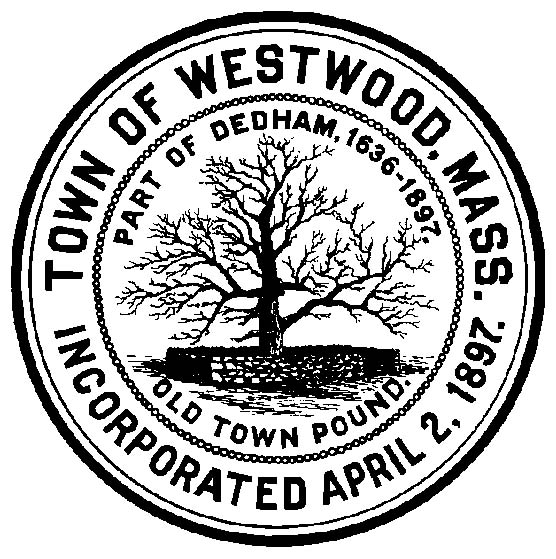 TOWN OF WESTWOOD, MASS.
PART OF DEDHAM, 1636-1897.
OLD TOWN POUND.
INCORPORATED APRIL 2, 1897.